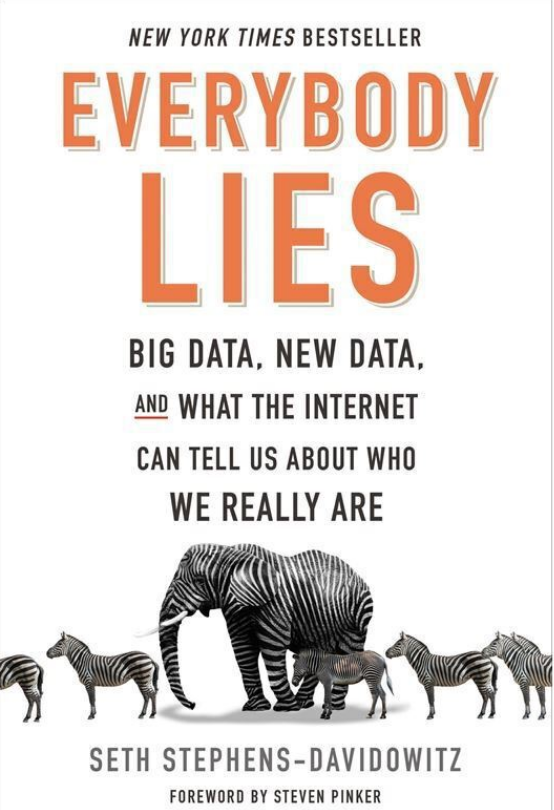 NEW YORK TIMES BESTSELLER
EVERYBODY
LIES
BIG DATA, NEW DATA,
AND WHAT THE INTERNET
CAN TELL US ABOUT WHO
WE REALLY ARE
SETH STEPHENS-DAVIDOWITZ
FOREWORD BY STEVEN PINKER